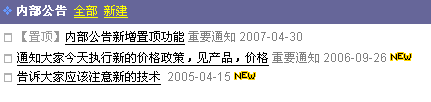 内部公告 全部 新建
【置顶】内部公告新增置顶功能 重要通知 2007-04-30
通知大家今天执行新的价格政策，见产品，价格 重要通知 2006-09-26 NEW
告诉大家应该注意新的技术 2005-04-15 NEW